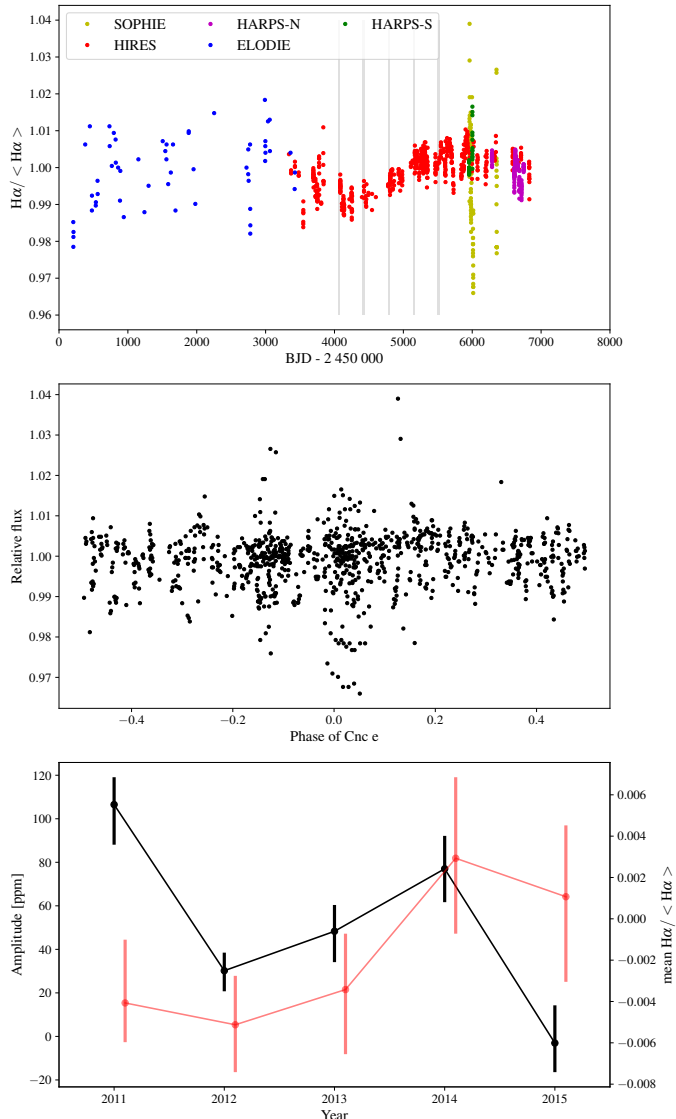 SOPHIE HARPS-N HARPS-S
HIRES ELODIE
1.04
1.03
1.02
1.01
1.00
0.99
0.98
0.97
0.96
Hα/ < Hα >
0 1000 2000 3000 4000 5000 6000 7000 8000
BJD - 2 450 000
1.04
1.03
1.02
1.01
1.00
0.99
0.98
0.97
Relative flux
−0.4 −0.2 0.0 0.2 0.4
Phase of Cnc e
120
100
80
60
40
20
0
−20
Amplitude [ppm]
0.006
0.004
0.002
0.000
−0.002
−0.004
−0.006
−0.008
mean Hα/ < Hα >
2011 2012 2013 2014 2015
Year